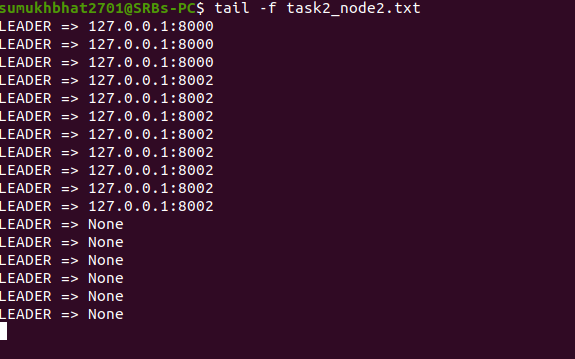 sumukhbhat2701@SRBs-PC$ tail -f task2_node2.txt
LEADER => 127.0.0.1:8000
LEADER => 127.0.0.1:8000
LEADER => 127.0.0.1:8000
LEADER => 127.0.0.1:8002
LEADER => 127.0.0.1:8002
LEADER => 127.0.0.1:8002
LEADER => 127.0.0.1:8002
LEADER => 127.0.0.1:8002
LEADER => 127.0.0.1:8002
LEADER => 127.0.0.1:8002
LEADER => 127.0.0.1:8002
LEADER => None
LEADER => None
LEADER => None
LEADER => None
LEADER => None
LEADER => None